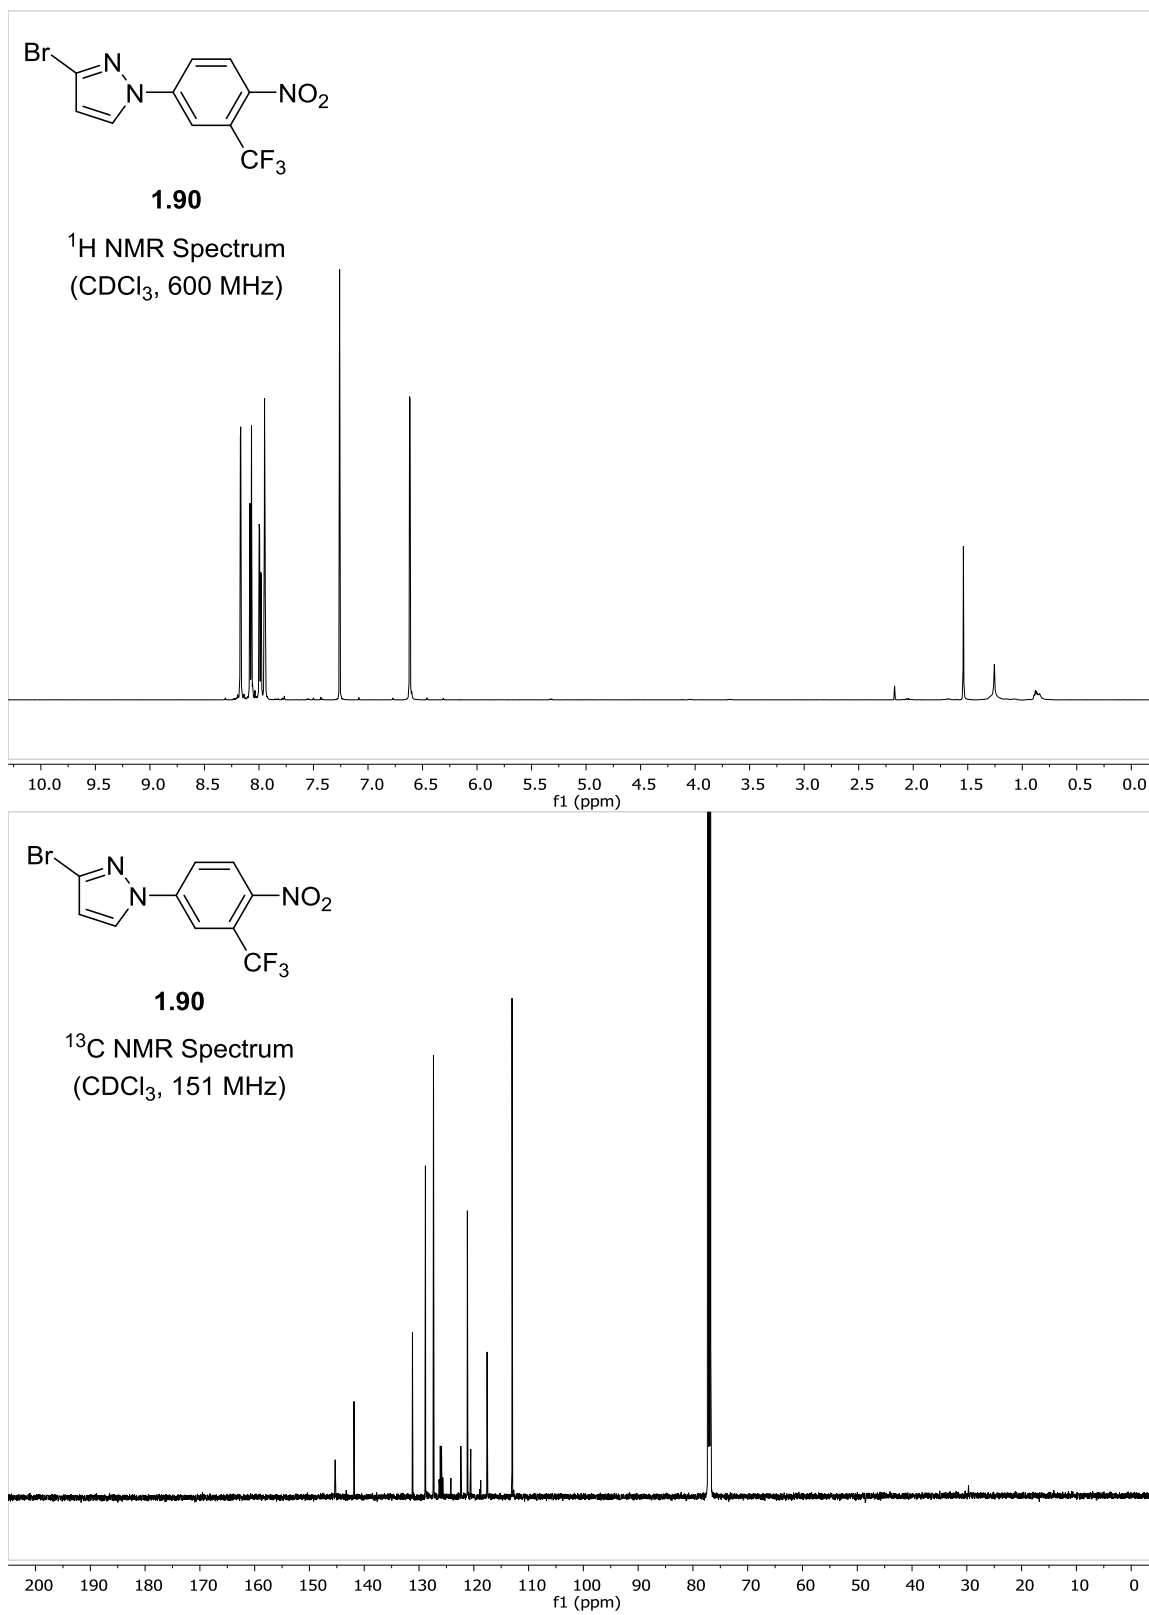 Br
N
N
NO₂
CF₃
1.90
¹H NMR Spectrum
(CDCl₃, 600 MHz)
10.0 9.5 9.0 8.5 8.0 7.5 7.0 6.5 6.0 5.5 5.0 4.5 4.0 3.5 3.0 2.5 2.0 1.5 1.0 0.5 0.0
f1 (ppm)
Br
N
N
NO₂
CF₃
1.90
¹³C NMR Spectrum
(CDCl₃, 151 MHz)
200 190 180 170 160 150 140 130 120 110 100 90 80 70 60 50 40 30 20 10 0
f1 (ppm)